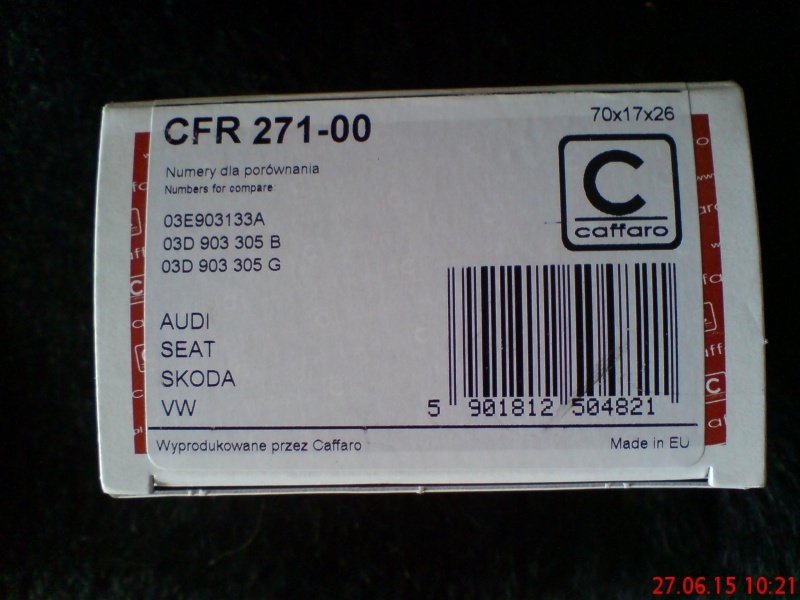 CFR 271-00
70x17x26
Numery dla porównania
Numbers for compare:
03E903133A
03D 903 305 B
03D 903 305 G
C
caffaro
AUDI
SEAT
SKODA
VW
5 901812 504821
Wyprodukowane przez Caffaro
Made in EU
27.06.15 10:21